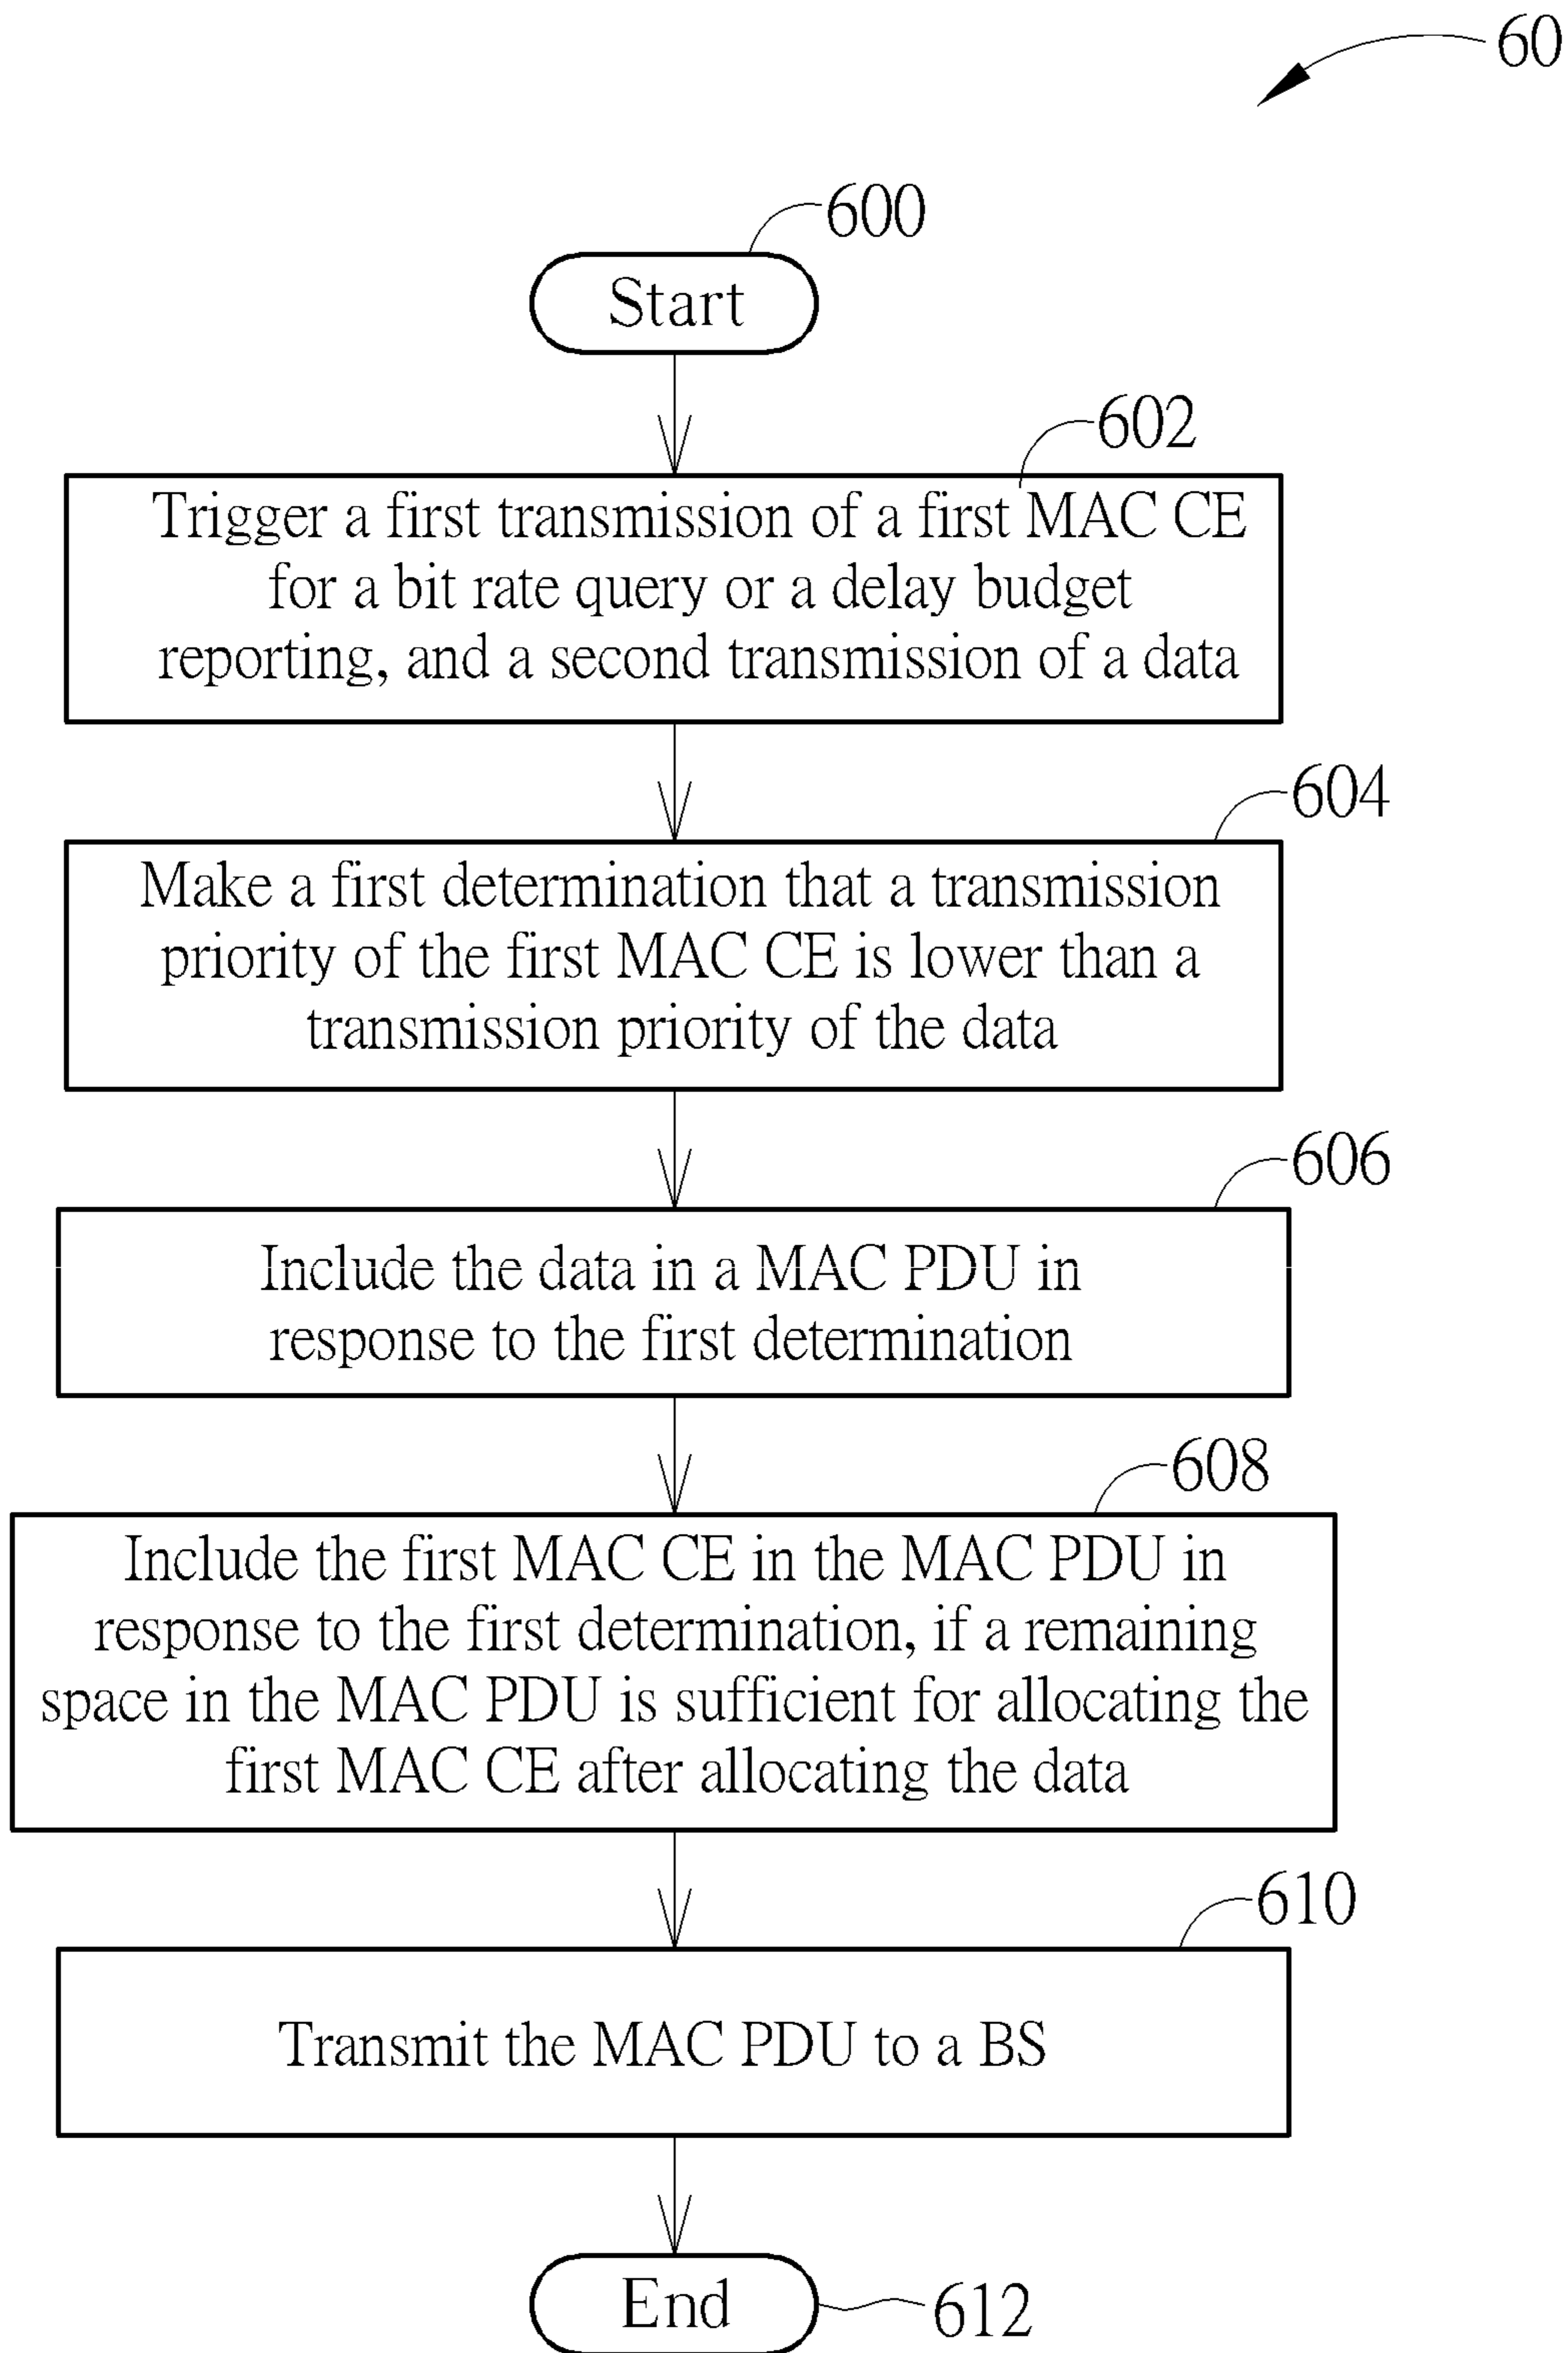 60
600
Start
602
Trigger a first transmission of a first MAC CE
for a bit rate query or a delay budget
reporting, and a second transmission of a data
604
Make a first determination that a transmission
priority of the first MAC CE is lower than a
transmission priority of the data
606
Include the data in a MAC PDU in
response to the first determination
608
Include the first MAC CE in the MAC PDU in
response to the first determination, if a remaining
space in the MAC PDU is sufficient for allocating the
first MAC CE after allocating the data
610
Transmit the MAC PDU to a BS
End
612